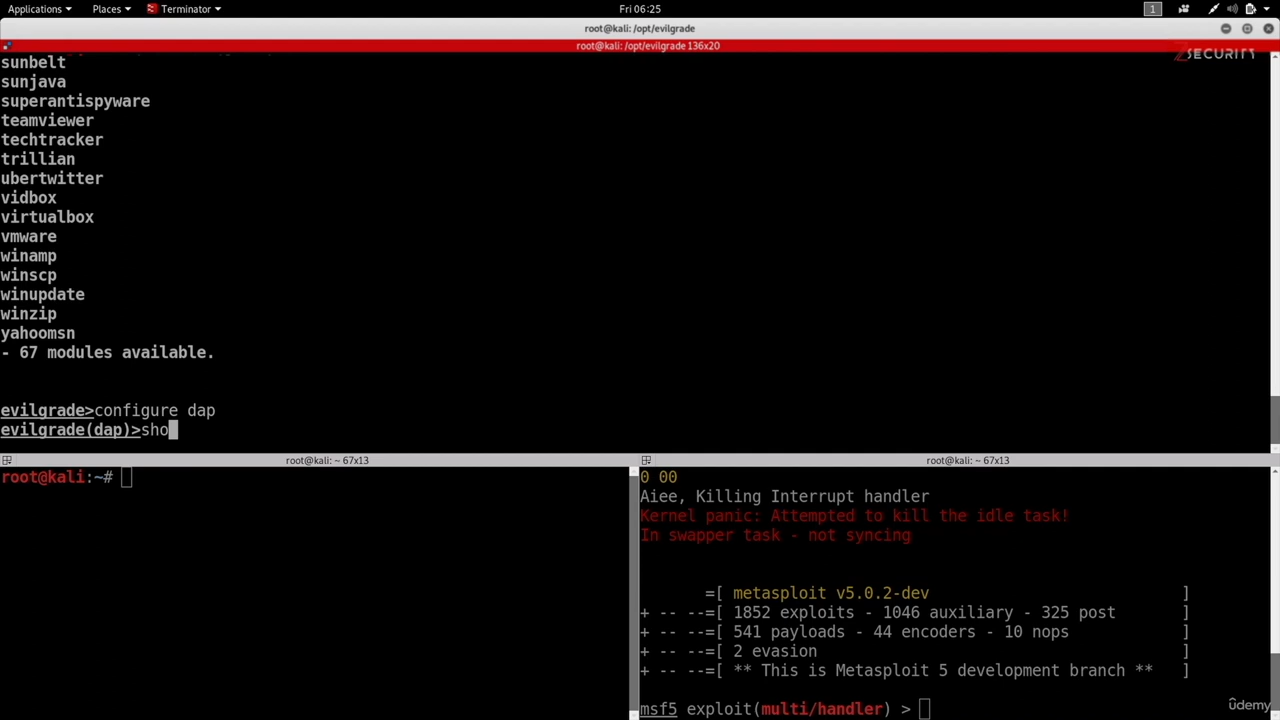 Applications Places Terminator Fri 06:25 1
root@kali: /opt/evilgrade
root@kali: /opt/evilgrade 136x20
ZSECURITY
sunbelt
sunjava
superantispyware
teamviewer
techtracker
trillian
ubertwitter
vidbox
virtualbox
vmware
winamp
winscp
winupdate
winzip
yahoomsn
- 67 modules available.
evilgrade>configure dap
evilgrade(dap)>sho
root@kali: ~ 67x13
root@kali:~#
root@kali: ~ 67x13
0 00
Aiee, Killing Interrupt handler
Kernel panic: Attempted to kill the idle task!
In swapper task - not syncing
=[ metasploit v5.0.2-dev ]
+ -- --=[ 1852 exploits - 1046 auxiliary - 325 post ]
+ -- --=[ 541 payloads - 44 encoders - 10 nops ]
+ -- --=[ 2 evasion ]
+ -- --=[ ** This is Metasploit 5 development branch ** ]
msf5 exploit(multi/handler) >
ûdemy